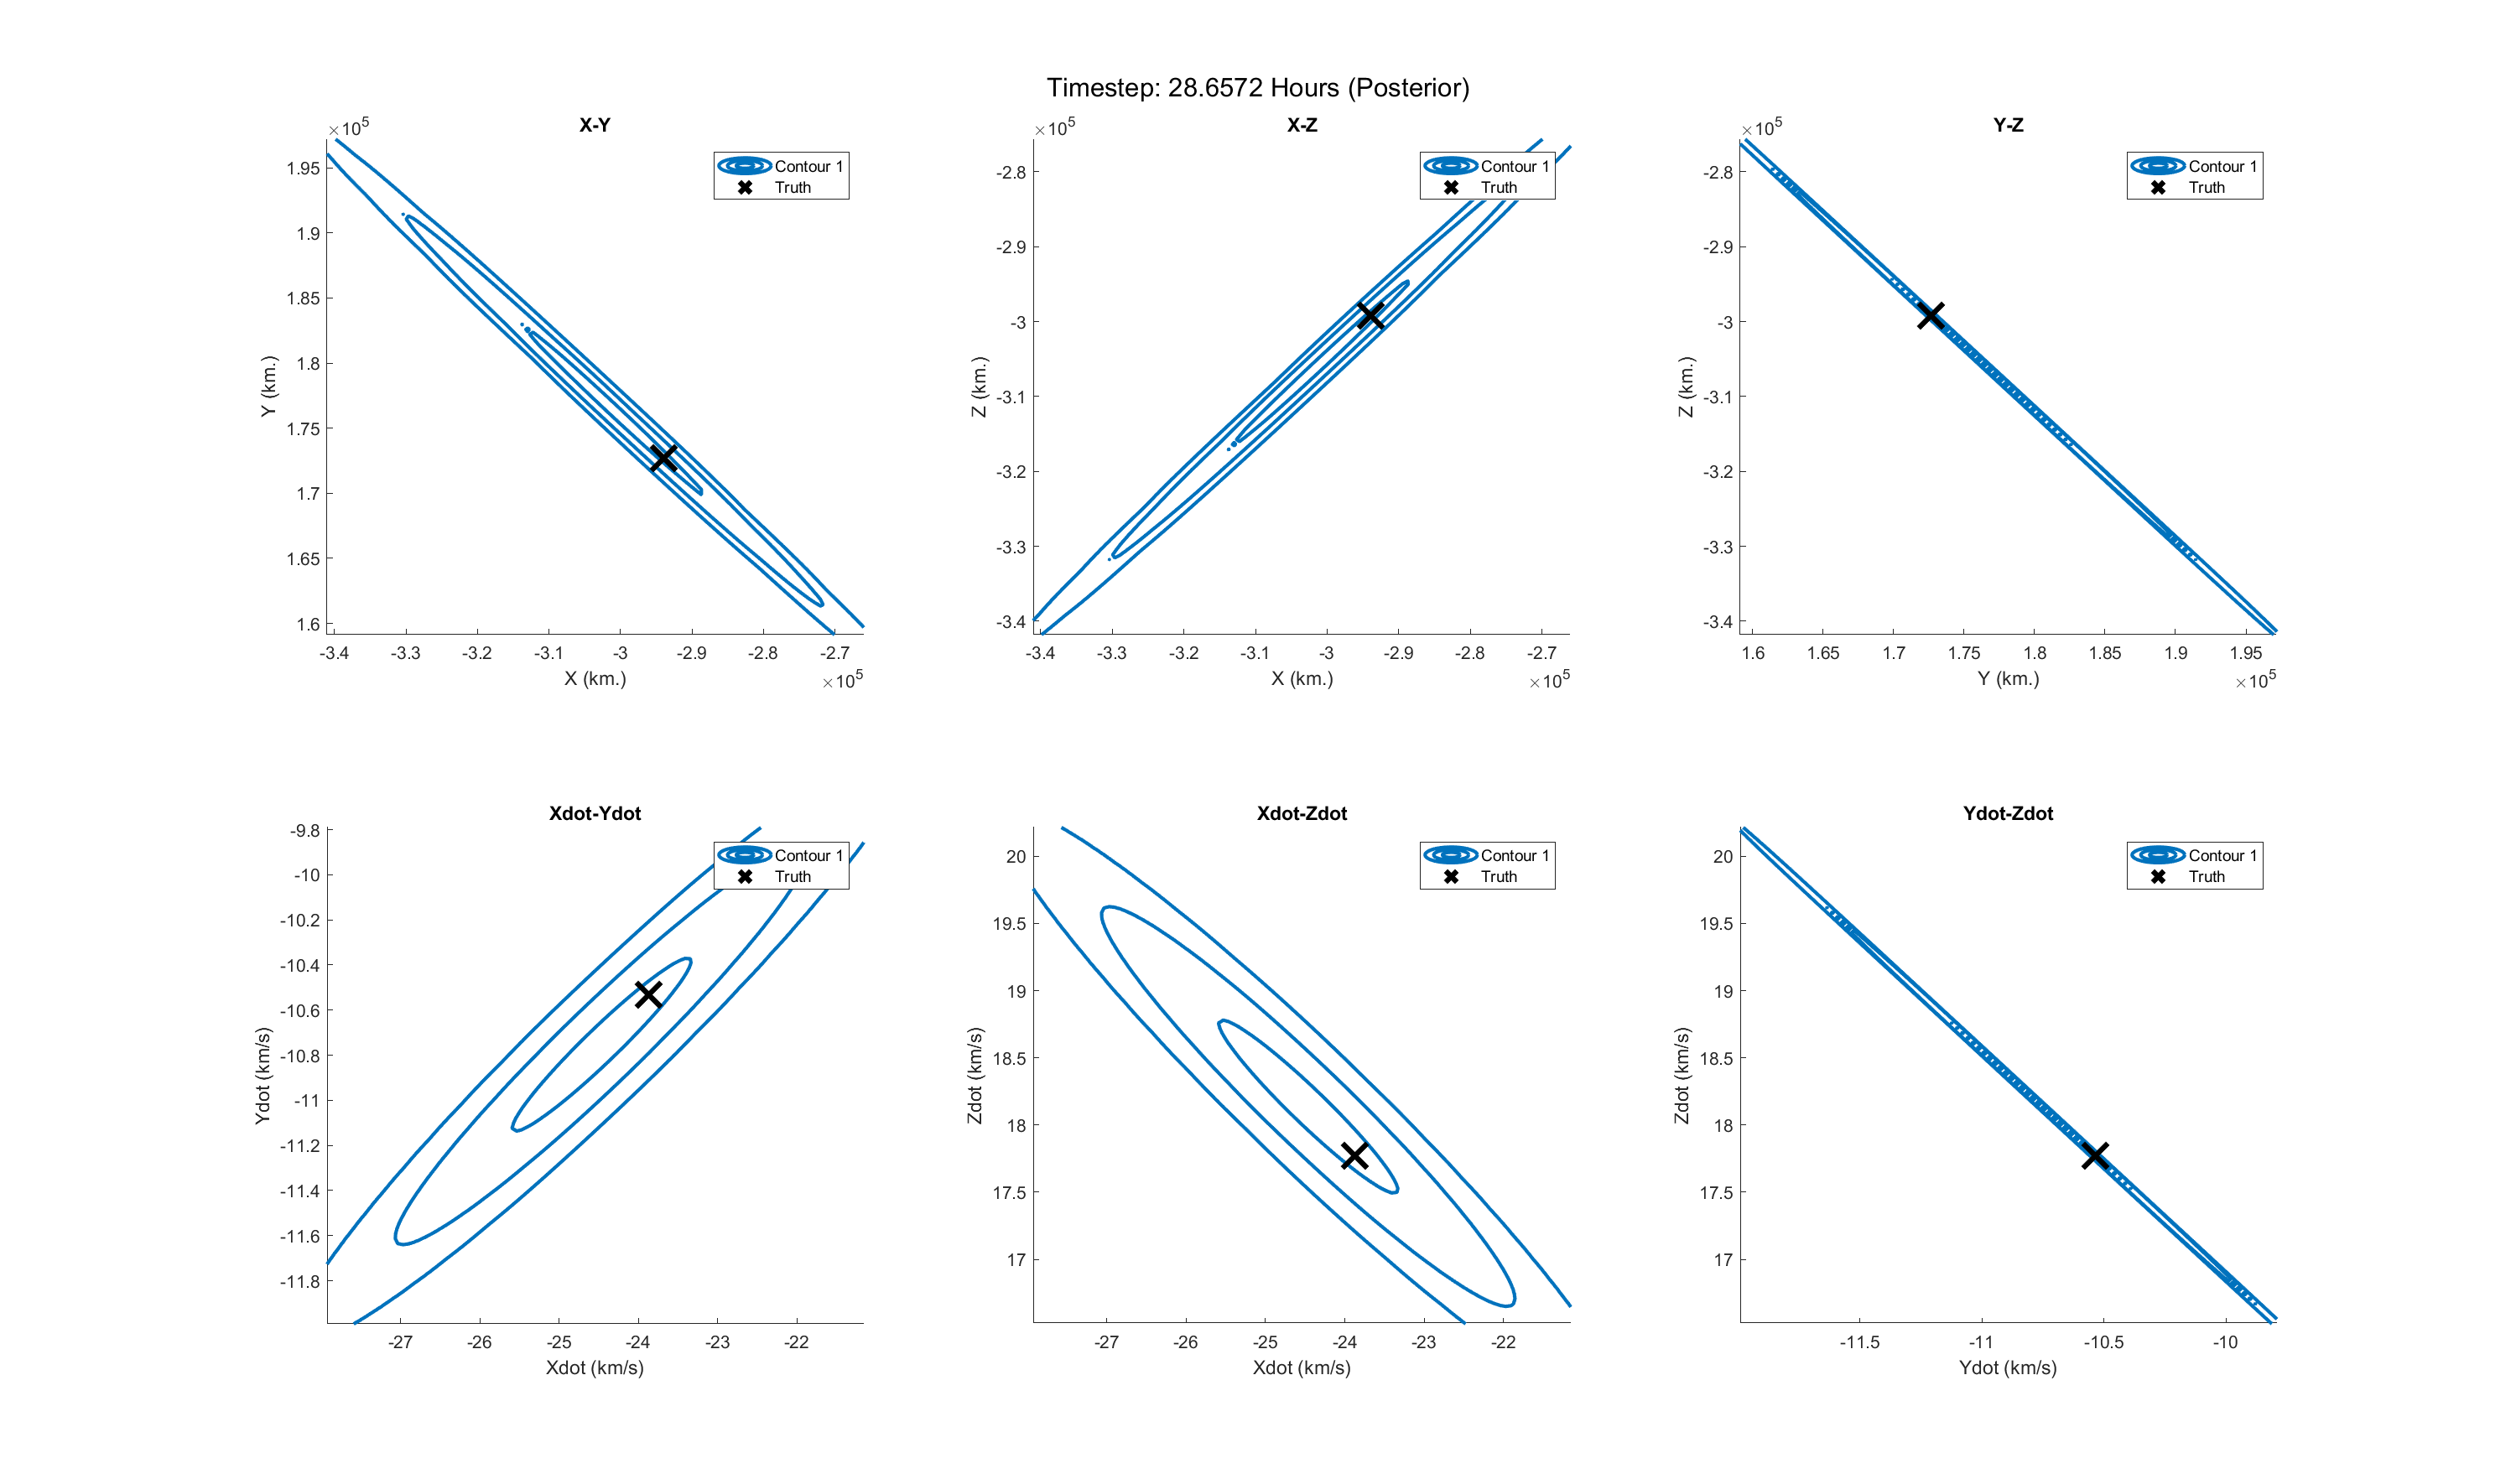 Timestep: 28.6572 Hours (Posterior)
X-Y
×10^5
Contour 1
Truth
1.95
1.9
1.85
1.8
1.75
1.7
1.65
1.6
Y (km.)
-3.4 -3.3 -3.2 -3.1 -3 -2.9 -2.8 -2.7
X (km.)
×10^5
X-Z
×10^5
Contour 1
Truth
-2.8
-2.9
-3
-3.1
-3.2
-3.3
-3.4
Z (km.)
-3.4 -3.3 -3.2 -3.1 -3 -2.9 -2.8 -2.7
X (km.)
×10^5
Y-Z
×10^5
Contour 1
Truth
-2.8
-2.9
-3
-3.1
-3.2
-3.3
-3.4
Z (km.)
1.6 1.65 1.7 1.75 1.8 1.85 1.9 1.95
Y (km.)
×10^5
Xdot-Ydot
Contour 1
Truth
-9.8
-10
-10.2
-10.4
-10.6
-10.8
-11
-11.2
-11.4
-11.6
-11.8
Ydot (km/s)
-27 -26 -25 -24 -23 -22
Xdot (km/s)
Xdot-Zdot
Contour 1
Truth
20
19.5
19
18.5
18
17.5
17
Zdot (km/s)
-27 -26 -25 -24 -23 -22
Xdot (km/s)
Ydot-Zdot
Contour 1
Truth
20
19.5
19
18.5
18
17.5
17
Zdot (km/s)
-11.5 -11 -10.5 -10
Ydot (km/s)